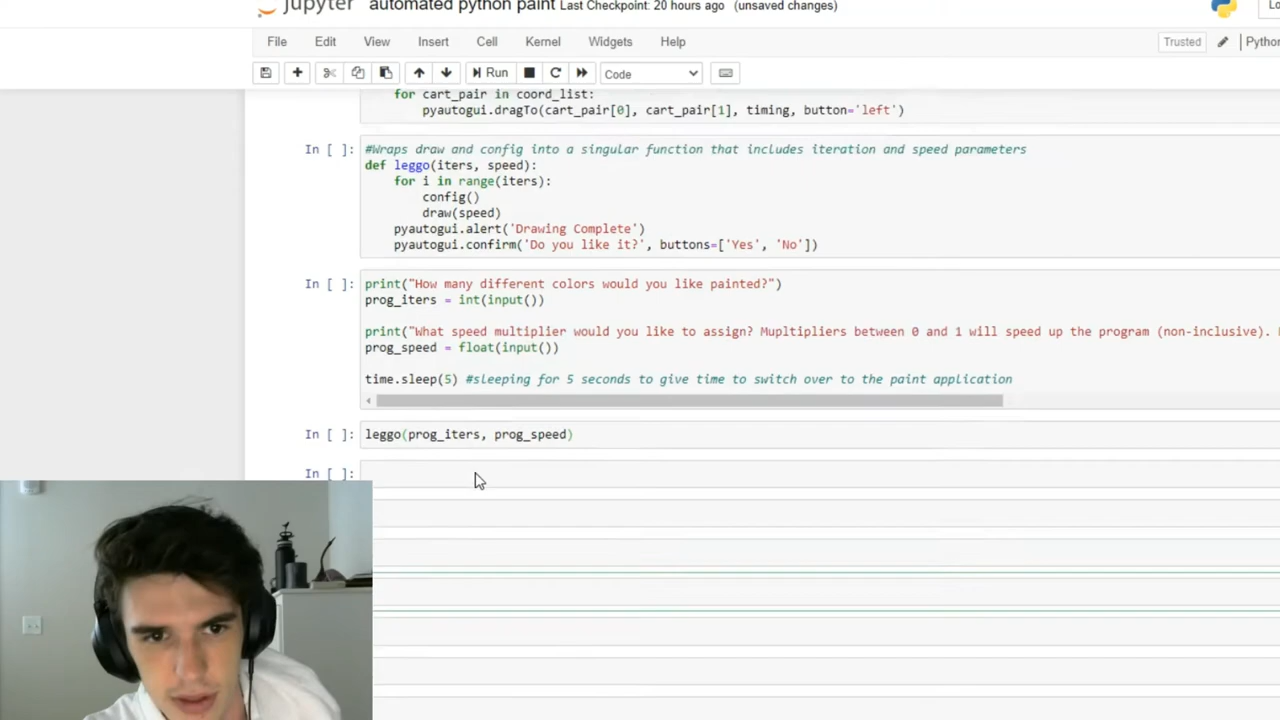 Jupyter automated python paint Last Checkpoint: 20 hours ago (unsaved changes)
File Edit View Insert Cell Kernel Widgets Help Trusted
Run Code
for cart_pair in coord_list:
pyautogui.dragTo(cart_pair[0], cart_pair[1], timing, button='left')
In [ ]: #Wraps draw and config into a singular function that includes iteration and speed parameters
def leggo(iters, speed):
for i in range(iters):
config()
draw(speed)
pyautogui.alert('Drawing Complete')
pyautogui.confirm('Do you like it?', buttons=['Yes', 'No'])
In [ ]: print("How many different colors would you like painted?")
prog_iters = int(input())
print("What speed multiplier would you like to assign? Mupltipliers between 0 and 1 will speed up the program (non-inclusive).
prog_speed = float(input())
time.sleep(5) #sleeping for 5 seconds to give time to switch over to the paint application
In [ ]: leggo(prog_iters, prog_speed)
In [ ]: